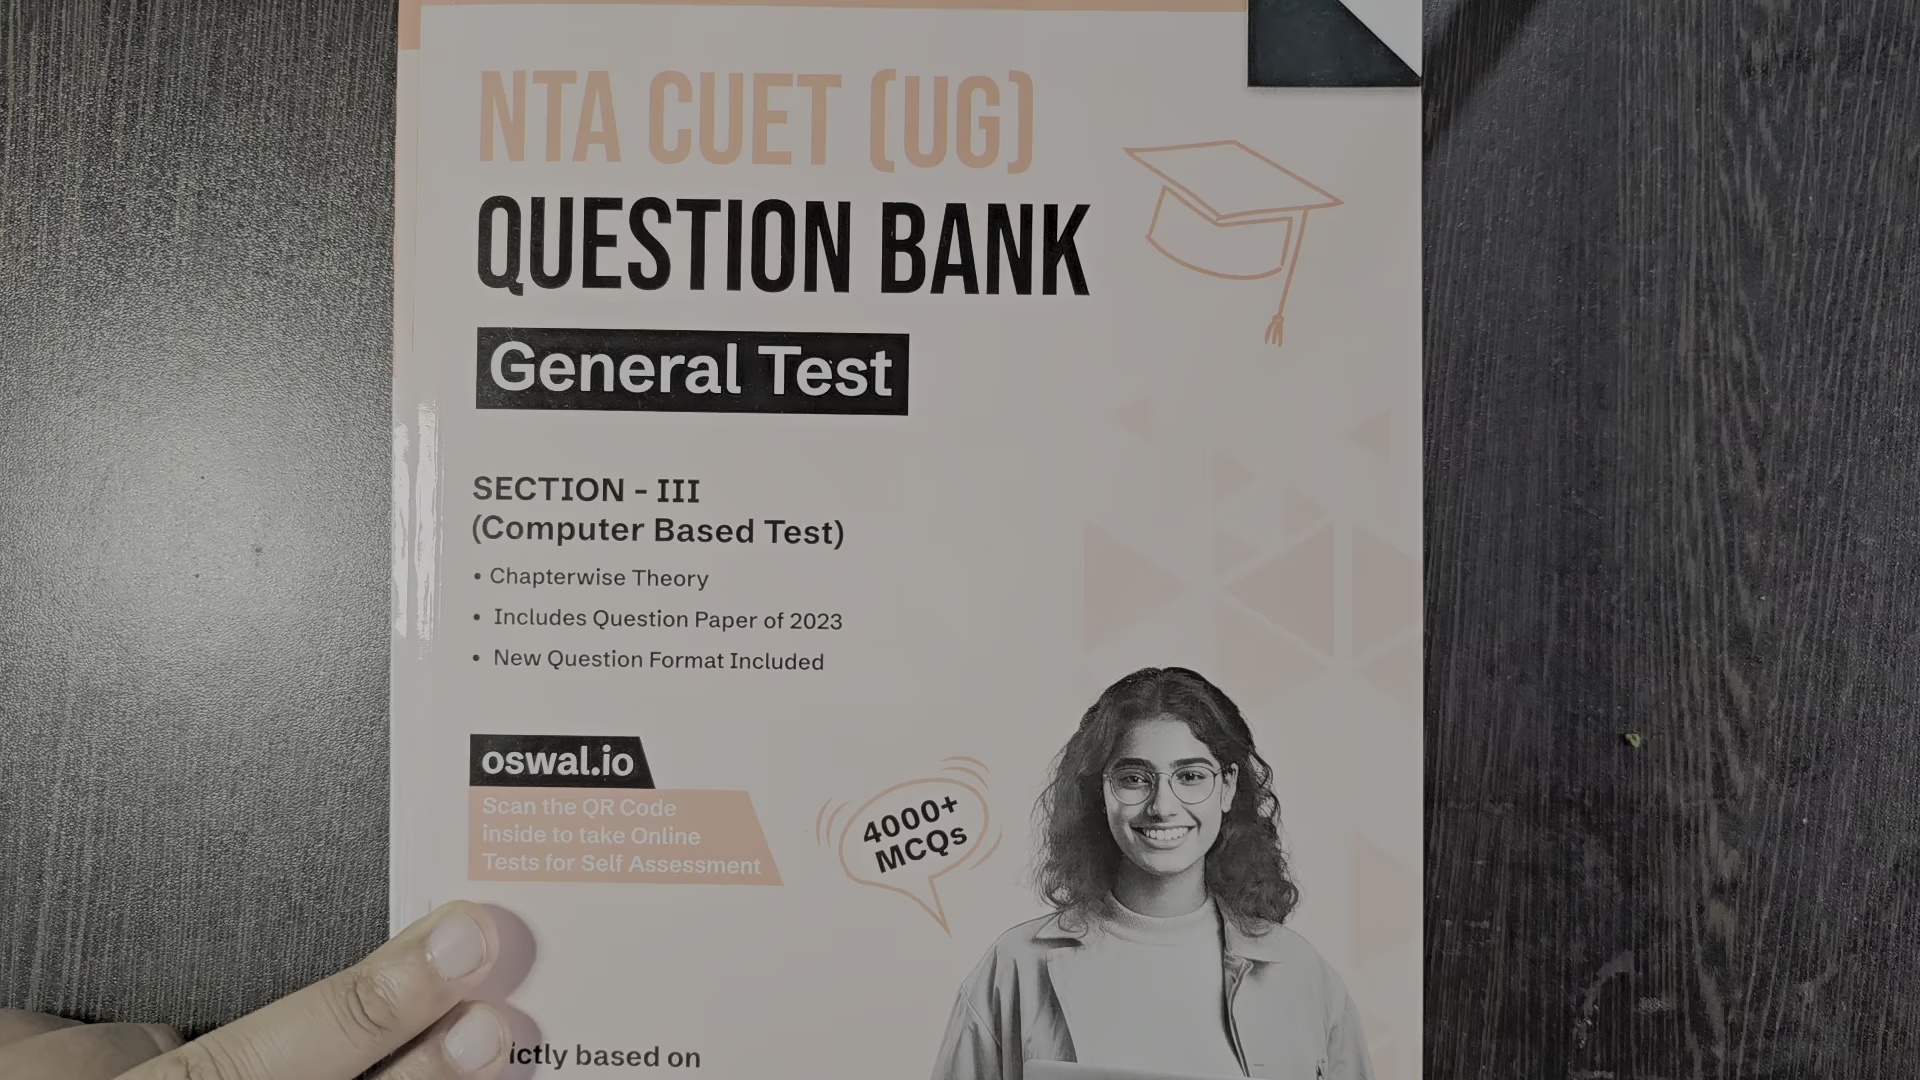 NTA CUET (UG)
QUESTION BANK
General Test
SECTION - III
(Computer Based Test)
• Chapterwise Theory
• Includes Question Paper of 2023
• New Question Format Included
oswal.io
Scan the QR Code
inside to take Online
Tests for Self Assessment
4000+
MCQs
based on